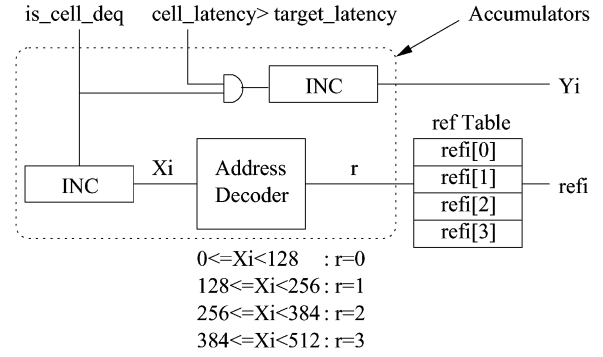 is_cell_deq cell_latency> target_latency Accumulators
INC Yi
ref Table
refi[0]
INC Xi Address Decoder r refi[1] refi
refi[2]
refi[3]
0<=Xi<128 : r=0
128<=Xi<256 : r=1
256<=Xi<384 : r=2
384<=Xi<512 : r=3